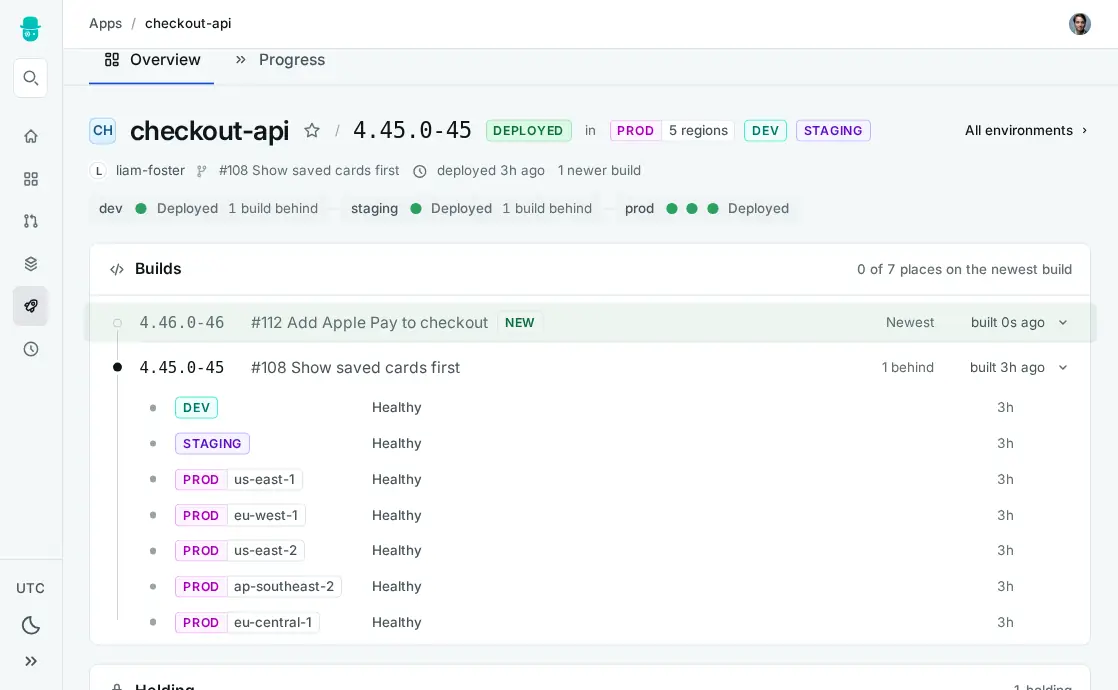 Apps / checkout-api
Overview
Progress
CH checkout-api / 4.45.0-45 DEPLOYED in PROD 5 regions DEV STAGING All environments
L liam-foster #108 Show saved cards first deployed 3h ago 1 newer build
dev Deployed 1 build behind staging Deployed 1 build behind prod Deployed
Builds 0 of 7 places on the newest build
4.46.0-46 #112 Add Apple Pay to checkout NEW Newest built 0s ago
4.45.0-45 #108 Show saved cards first 1 behind built 3h ago
DEV Healthy 3h
STAGING Healthy 3h
PROD us-east-1 Healthy 3h
PROD eu-west-1 Healthy 3h
PROD us-east-2 Healthy 3h
PROD ap-southeast-2 Healthy 3h
PROD eu-central-1 Healthy 3h
UTC
Holding 1 holding